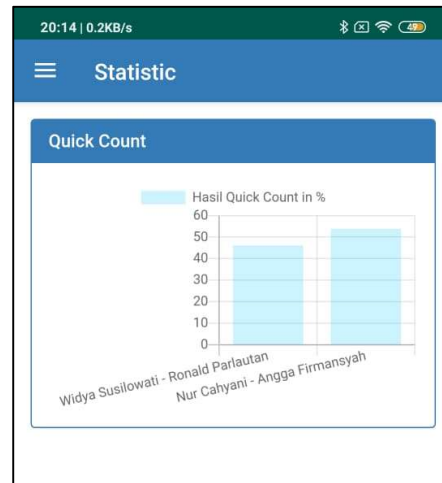 20:14 | 0.2KB/s
49
Statistic
Quick Count
Hasil Quick Count in %
60
50
40
30
20
10
0
Widya Susilowati - Ronald Parlautan
Nur Cahyani - Angga Firmansyah